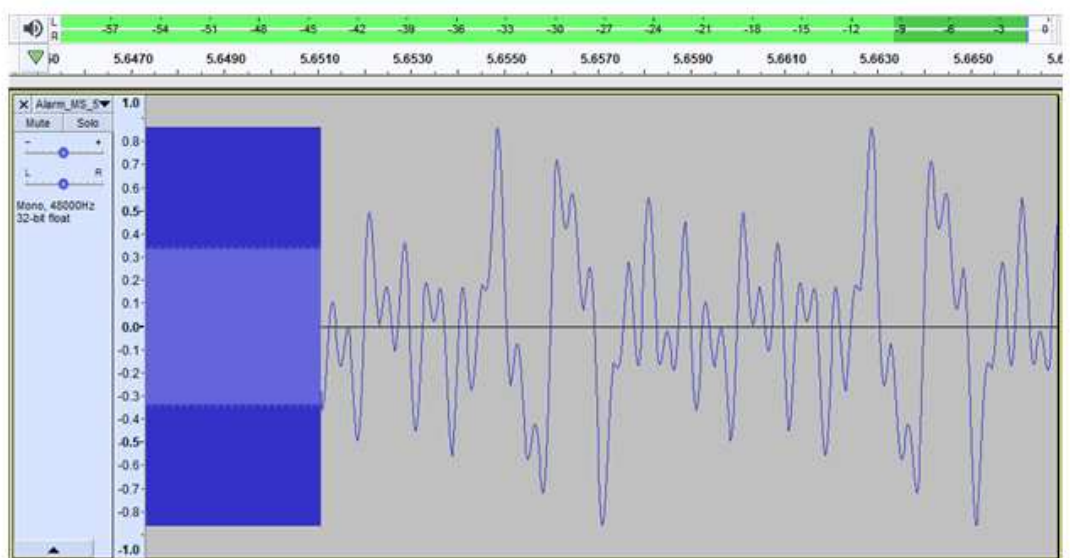 L -57 -54 -51 -48 -45 -42 -39 -36 -33 -30 -27 -24 -21 -18 -15 -12 -9 -6 -3 0
R
5.6470 5.6490 5.6510 5.6530 5.6550 5.6570 5.6590 5.6610 5.6630 5.6650
X Alarm_MS_5 1.0
Mute Solo
- + 0.8-
0.7-
L R 0.6-
Mono, 48000Hz 0.5-
32-bit float
0.4-
0.3-
0.2-
0.1-
0.0-
-0.1-
-0.2-
-0.3-
-0.4-
-0.5-
-0.6-
-0.7-
-0.8-
-1.0